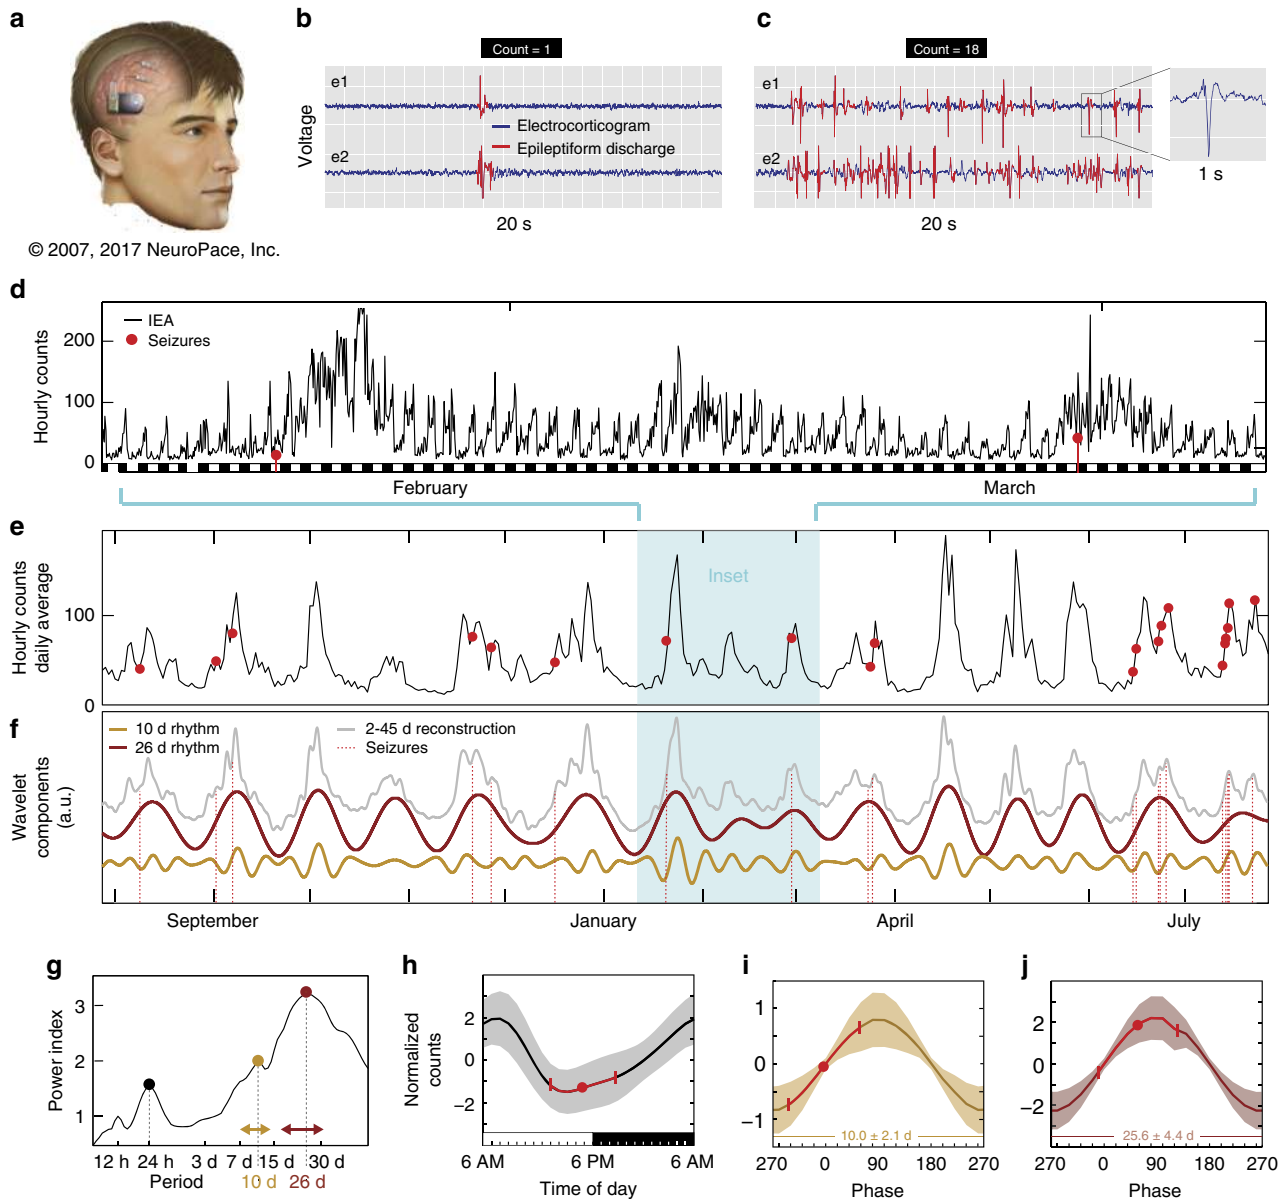 a
© 2007, 2017 NeuroPace, Inc.
b
Count = 1
Voltage
e1
e2
Electrocorticogram
Epileptiform discharge
20 s
c
Count = 18
e1
e2
20 s
1 s
d
Hourly counts
200
100
0
IEA
Seizures
February
March
e
Hourly counts
daily average
100
0
Inset
f
Wavelet
components
(a.u.)
10 d rhythm
26 d rhythm
2-45 d reconstruction
Seizures
September
January
April
July
g
Power index
3
2
1
12 h 24 h 3 d 7 d 15 d 30 d
Period
10 d
26 d
h
Normalized
counts
2
0
−2
6 AM 6 PM 6 AM
Time of day
i
1
0
−1
10.0 ± 2.1 d
270 0 90 180 270
Phase
j
2
0
−2
25.6 ± 4.4 d
270 0 90 180 270
Phase